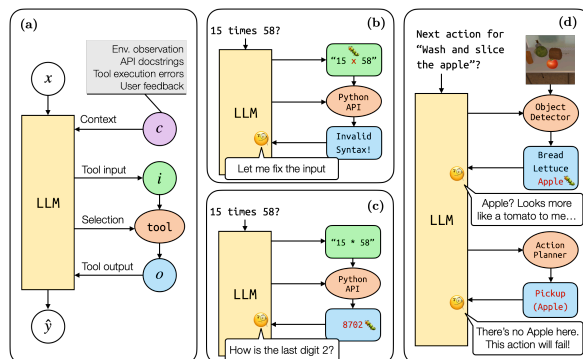 (a)
Env. observation
API docstrings
Tool execution errors
User feedback
x
Context
c
Tool input
i
LLM
Selection
tool
Tool output
o
ŷ
(b)
15 times 58?
"15 x 58"
LLM
Python
API
Invalid
Syntax!
Let me fix the input
(c)
15 times 58?
"15 * 58"
LLM
Python
API
8702
How is the last digit 2?
(d)
Next action for
"Wash and slice
the apple"?
Object
Detector
Bread
Lettuce
Apple
LLM
Apple? Looks more
like a tomato to me…
Action
Planner
Pickup
(Apple)
There's no Apple here.
This action will fail!